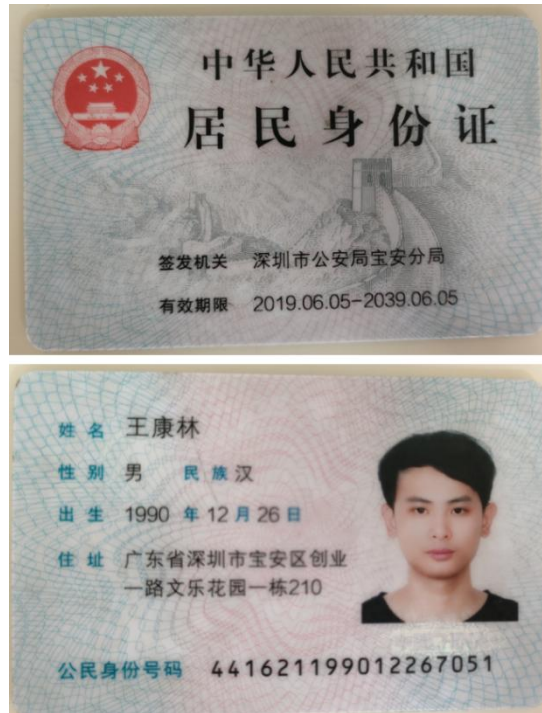 中华人民共和国
居民身份证
签发机关 深圳市公安局宝安分局
有效期限 2019.06.05-2039.06.05
姓名 王康林
性别 男 民族 汉
出生 1990 年 12 月 26 日
住址 广东省深圳市宝安区创业
一路文乐花园一栋210
公民身份号码 441621199012267051